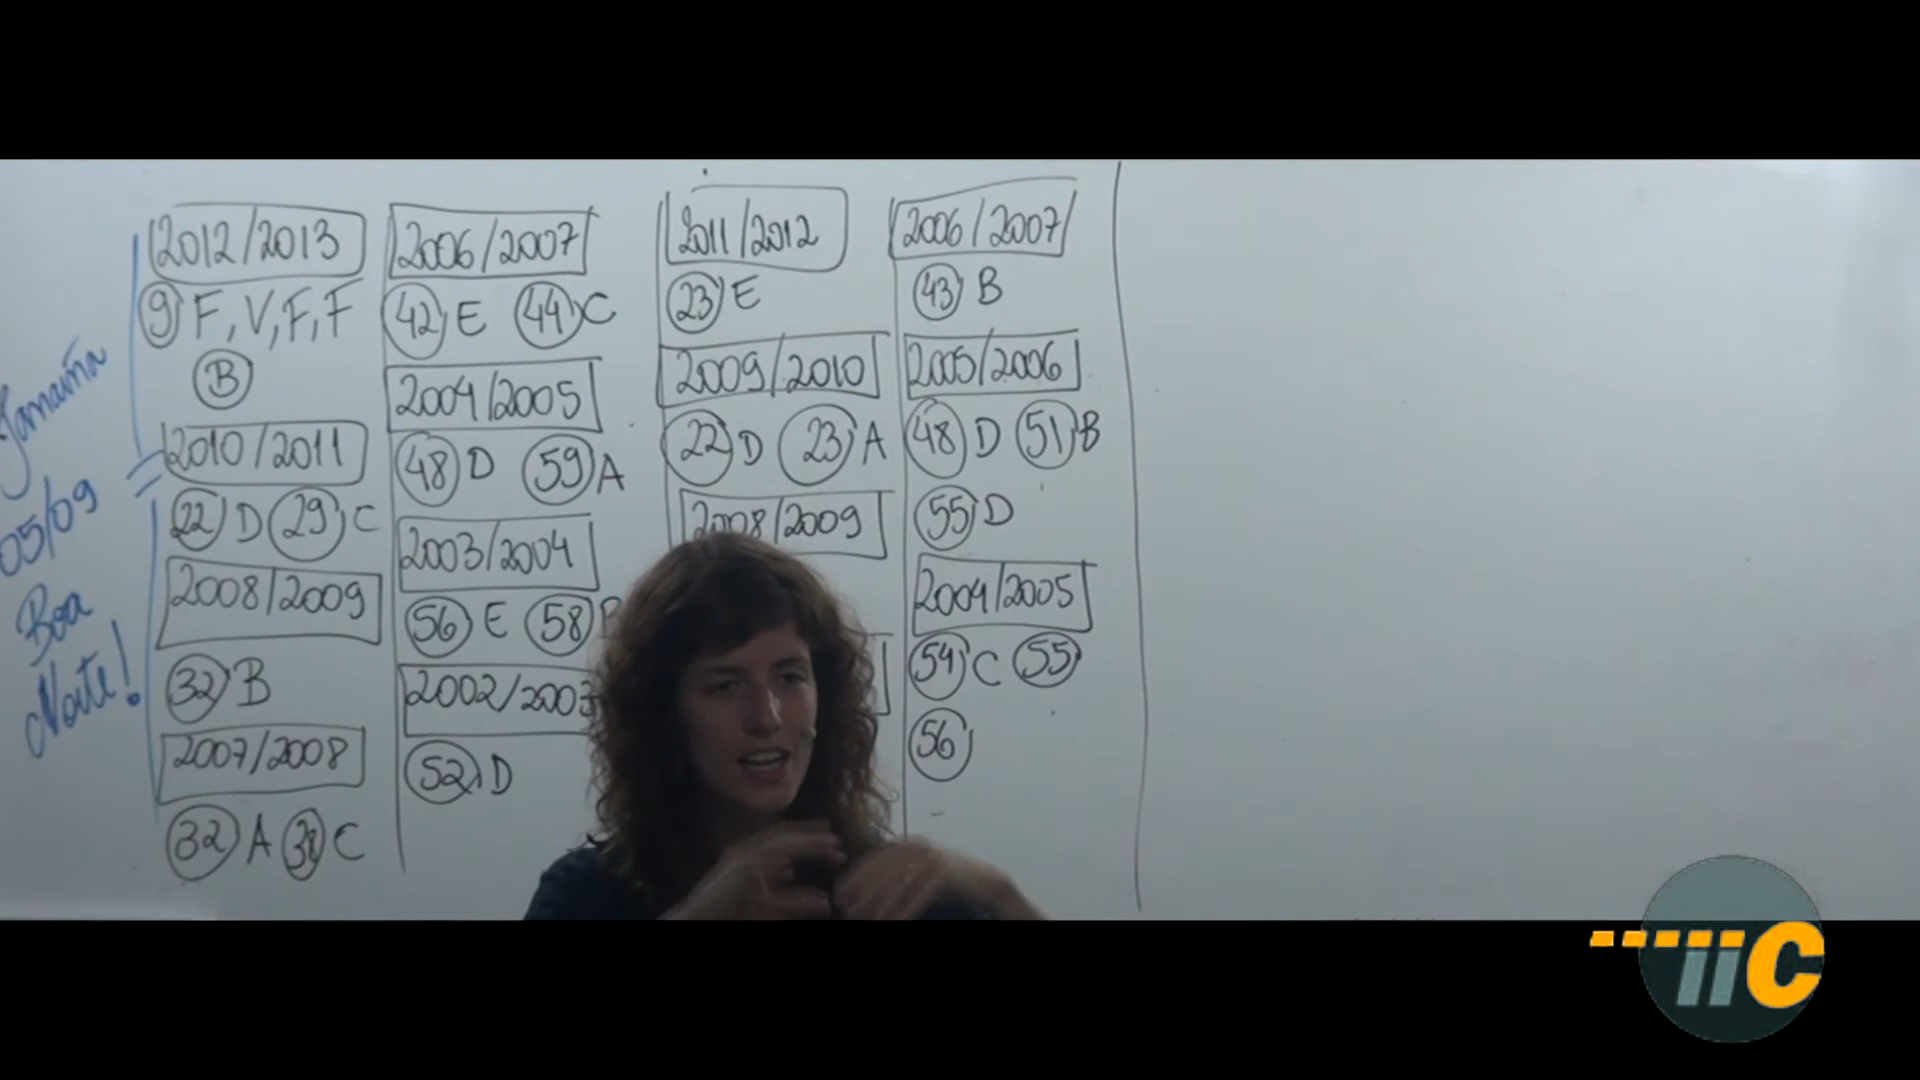 Janaína
05/09
Boa
Noite!
2012/2013
9 F, V, F, F
B
2010/2011
22 D 29 C
2008/2009
32 B
2007/2008
32 A 38 C
2006/2007
42 E 44 C
2004/2005
48 D 59 A
2003/2004
56 E 58
2002/2003
52 D
2011/2012
23 E
2009/2010
22 D 23 A
2008/2009
2006/2007
43 B
2005/2006
48 D 51 B
55 D
2004/2005
54 C 55
56
iiC